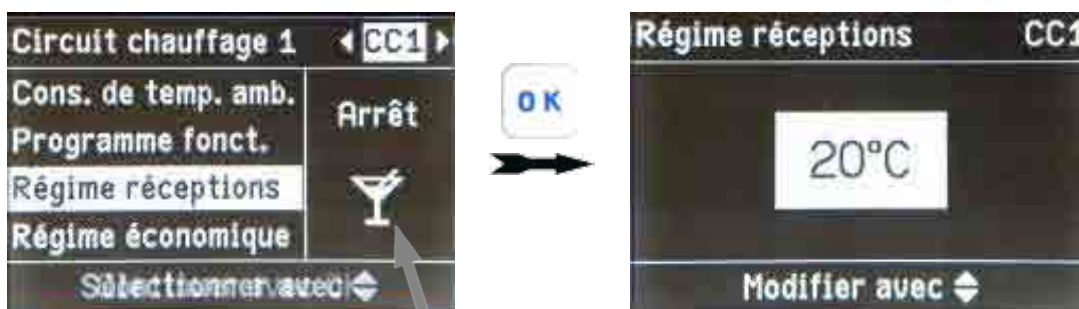 Circuit chauffage 1 CC1
Cons. de temp. amb.
Programme fonct.
Régime réceptions
Régime économique
Arrêt
OK
Régime réceptions CC1
20°C
Modifier avec